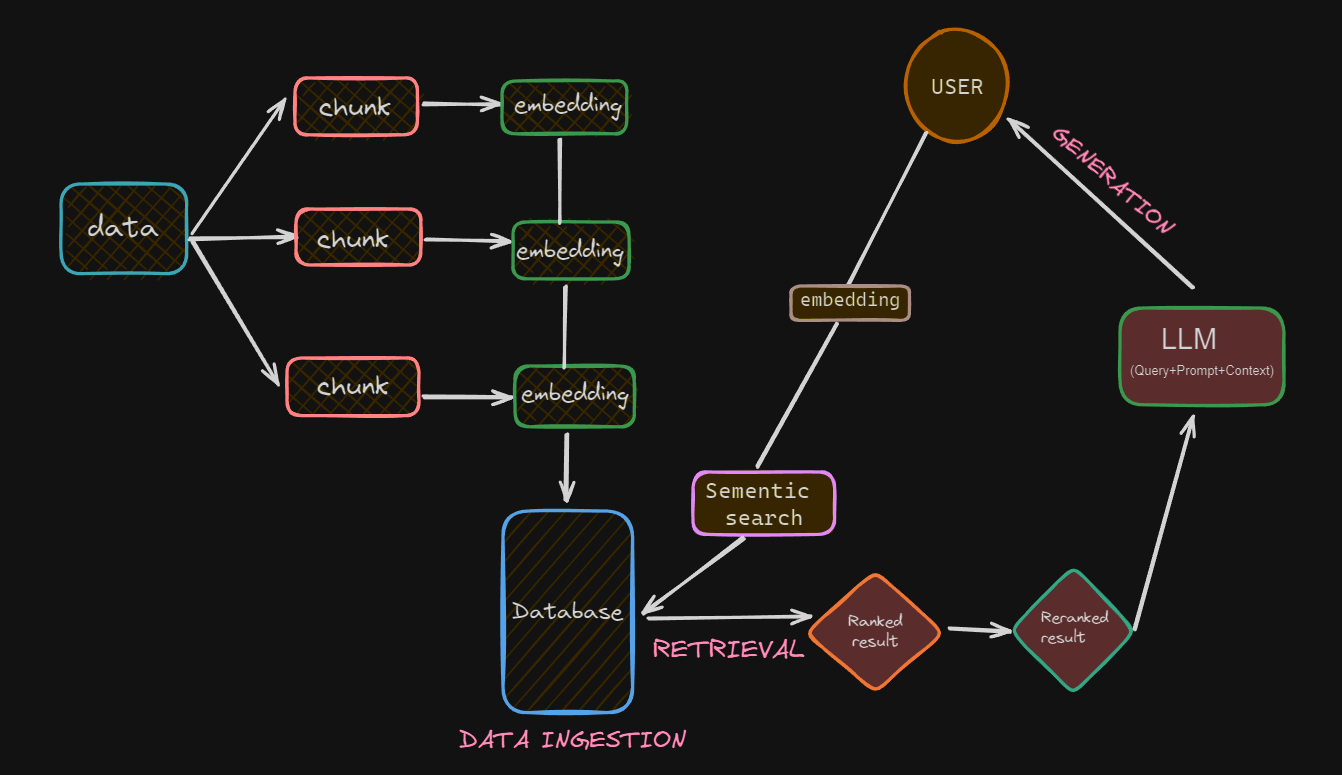 USER
chunk
embedding
GENERATION
data
chunk
embedding
embedding
LLM
(Query+Prompt+Context)
chunk
embedding
Sementic
search
Database
Ranked
result
Reranked
result
RETRIEVAL
DATA INGESTION